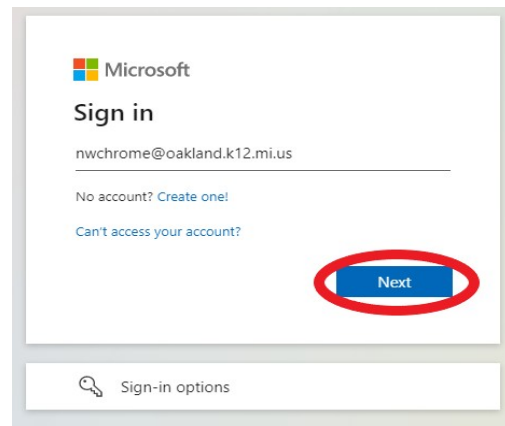 Microsoft
Sign in
nwchrome@oakland.k12.mi.us
No account? Create one!
Can't access your account?
Next
Sign-in options